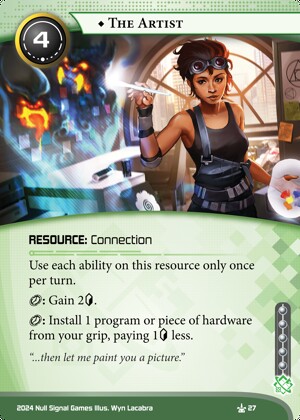 ♦ The Artist
4
RESOURCE: Connection
Use each ability on this resource only once
per turn.
: Gain 2.
: Install 1 program or piece of hardware
from your grip, paying 1 less.
"...then let me paint you a picture."
2024 Null Signal Games Illus. Wyn Lacabra
27